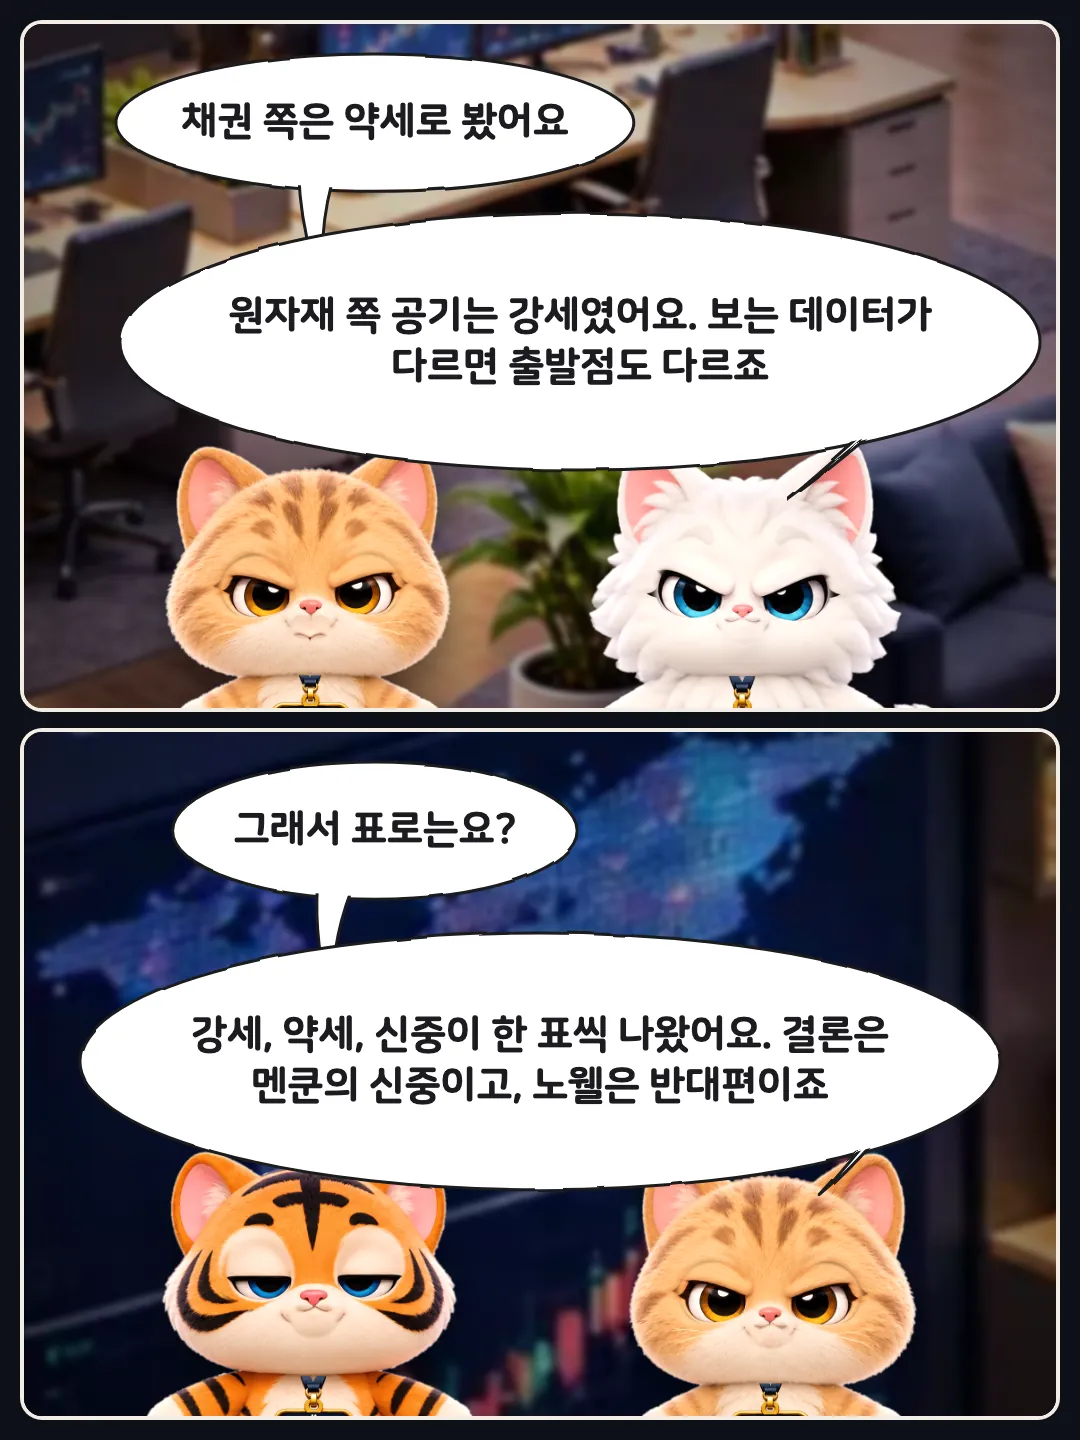 채권 쪽은 약세로 봤어요
원자재 쪽 공기는 강세였어요. 보는 데이터가
다르면 출발점도 다르죠
그래서 표로는요?
강세, 약세, 신중이 한 표씩 나왔어요. 결론은
멘쿤의 신중이고, 노웰은 반대편이죠